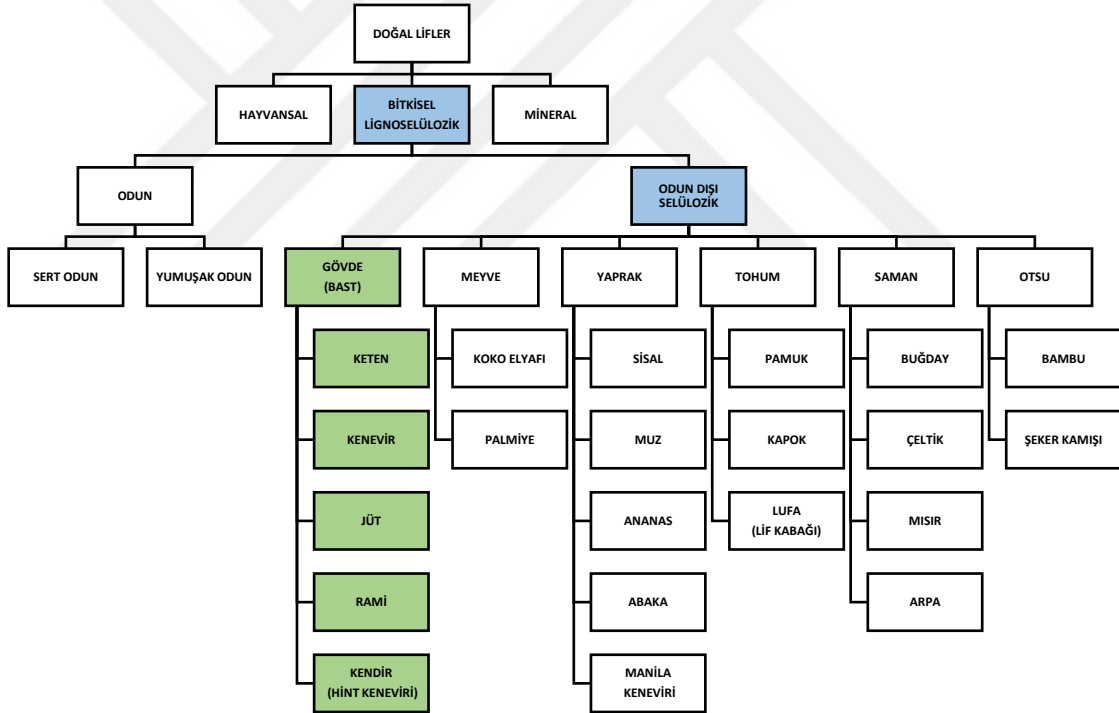 DOĞAL LİFLER
HAYVANSAL
BİTKİSEL
LİGNOSELÜLOZİK
MİNERAL
ODUN
ODUN DIŞI
SELÜLOZİK
SERT ODUN
YUMUŞAK ODUN
GÖVDE
(BAST)
MEYVE
YAPRAK
TOHUM
SAMAN
OTSU
KETEN
KOKO ELYAFI
SİSAL
PAMUK
BUĞDAY
BAMBU
KENEVİR
PALMİYE
MUZ
KAPOK
ÇELTİK
ŞEKER KAMIŞI
JÜT
ANANAS
LUFA
(LİF KABAĞI)
MISIR
RAMİ
ABAKA
ARPA
KENDİR
(HİNT KENEVİRİ)
MANİLA
KENEVİRİ